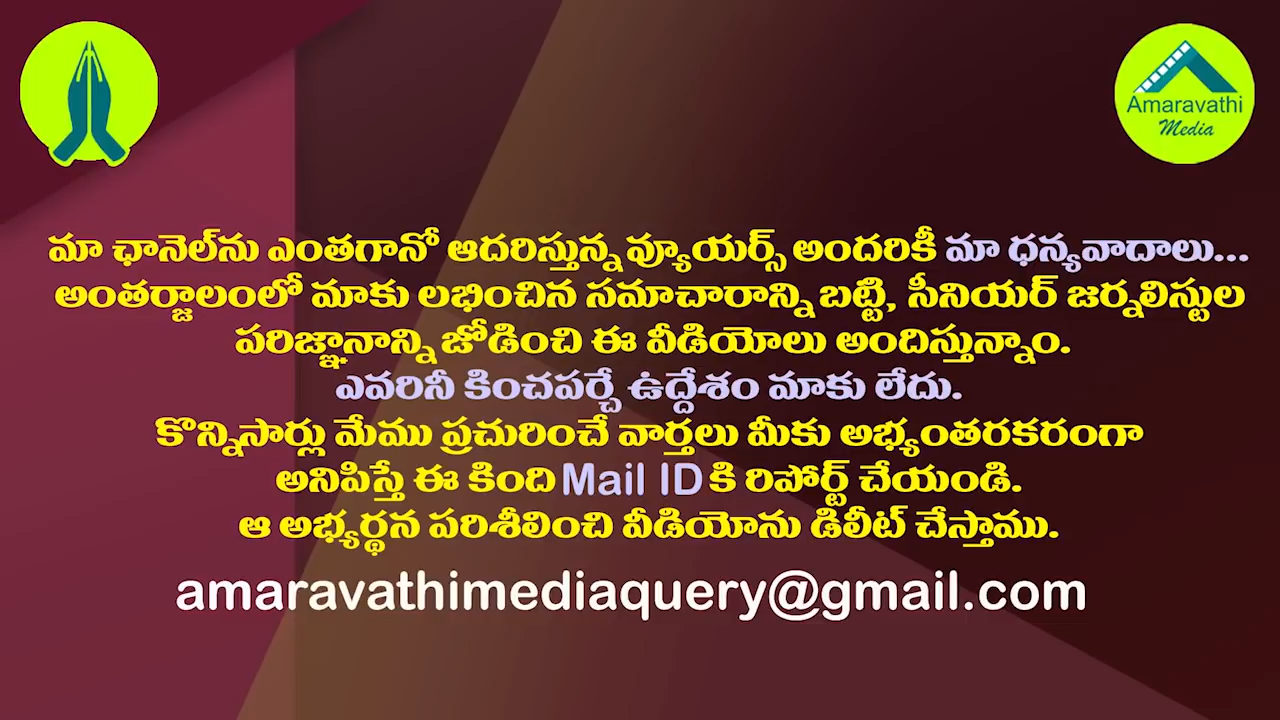 Amaravathi
Media
మా ఛానెల్‌ను ఎంతగానో ఆదరిస్తున్న వ్యూయర్స్ అందరికీ మా ధన్యవాదాలు...
అంతర్జాలంలో మాకు లభించిన సమాచారాన్ని బట్టి, సీనియర్ జర్నలిస్టుల
పరిజ్ఞానాన్ని జోడించి ఈ వీడియోలు అందిస్తున్నాం.
ఎవరినీ కించపర్చే ఉద్దేశం మాకు లేదు.
కొన్నిసార్లు మేము ప్రచురించే వార్తలు మీకు అభ్యంతరకరంగా
అనిపిస్తే ఈ కింది Mail ID కి రిపోర్ట్ చేయండి.
ఆ అభ్యర్థన పరిశీలించి వీడియోను డిలీట్ చేస్తాము.
amaravathimediaquery@gmail.com